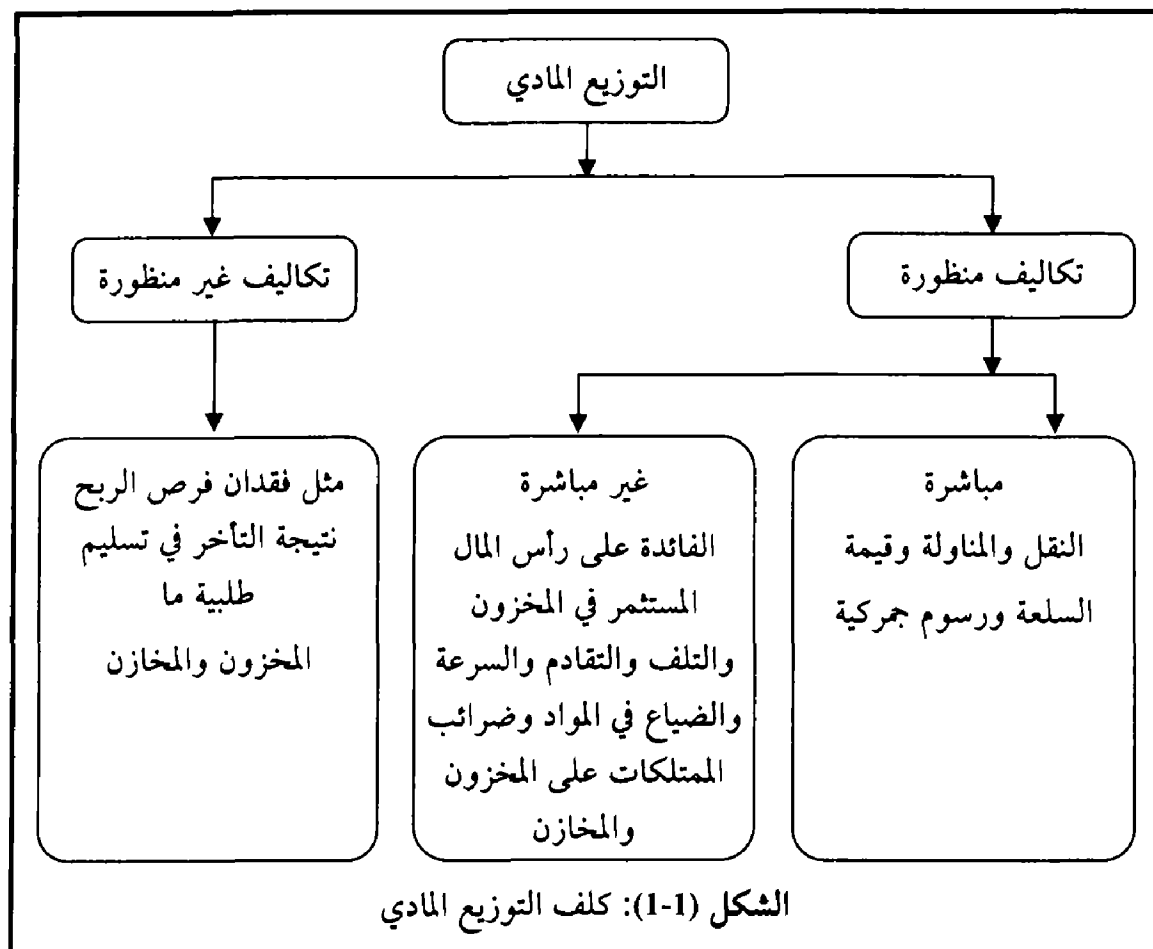 التوزيع المادي
تكاليف منظورة
تكاليف غير منظورة
مباشرة
النقل والمناولة وقيمة
السلعة ورسوم جمركية
غير مباشرة
الفائدة على رأس المال
المستثمر في المخزون
والتلف والتقادم والسرعة
والضياع في المواد وضرائب
الممتلكات على المخزون
والمخازن
مثل فقدان فرص الربح
نتيجة التأخر في تسليم
طلبية ما
المخزون والمخازن
الشكل (1-1): كلف التوزيع المادي